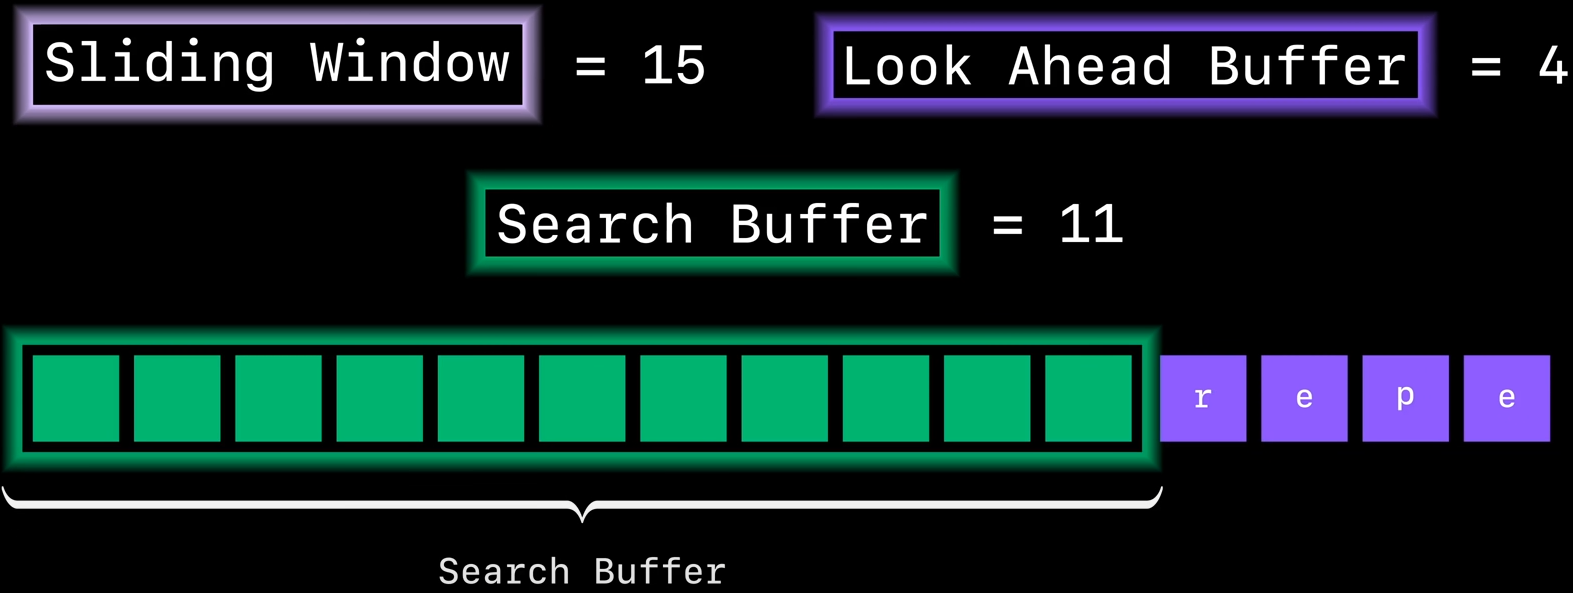 Sliding Window = 15 Look Ahead Buffer = 4
Search Buffer = 11
r e p e
Search Buffer